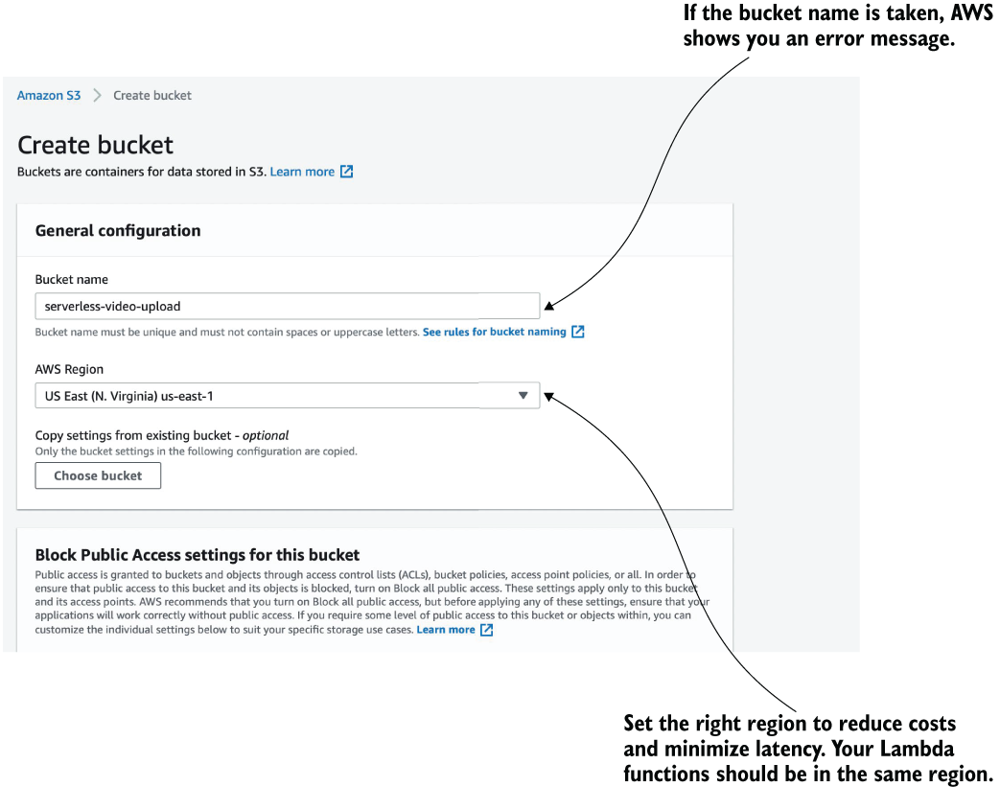 If the bucket name is taken, AWS
shows you an error message.
Amazon S3 > Create bucket
Create bucket
Buckets are containers for data stored in S3. Learn more
General configuration
Bucket name
serverless-video-upload
Bucket name must be unique and must not contain spaces or uppercase letters. See rules for bucket naming
AWS Region
US East (N. Virginia) us-east-1
Copy settings from existing bucket - optional
Only the bucket settings in the following configuration are copied.
Choose bucket
Block Public Access settings for this bucket
Public access is granted to buckets and objects through access control lists (ACLs), bucket policies, access point policies, or all. In order to
ensure that public access to this bucket and its objects is blocked, turn on Block all public access. These settings apply only to this bucket
and its access points. AWS recommends that you turn on Block all public access, but before applying any of these settings, ensure that your
applications will work correctly without public access. If you require some level of public access to this bucket or objects within, you can
customize the individual settings below to suit your specific storage use cases. Learn more
Set the right region to reduce costs
and minimize latency. Your Lambda
functions should be in the same region.